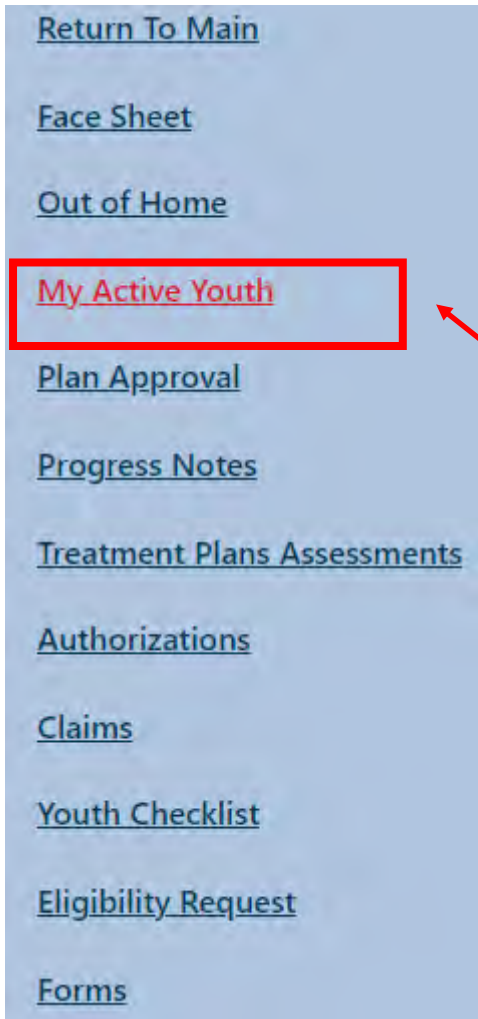 Return To Main
Face Sheet
Out of Home
My Active Youth
Plan Approval
Progress Notes
Treatment Plans Assessments
Authorizations
Claims
Youth Checklist
Eligibility Request
Forms